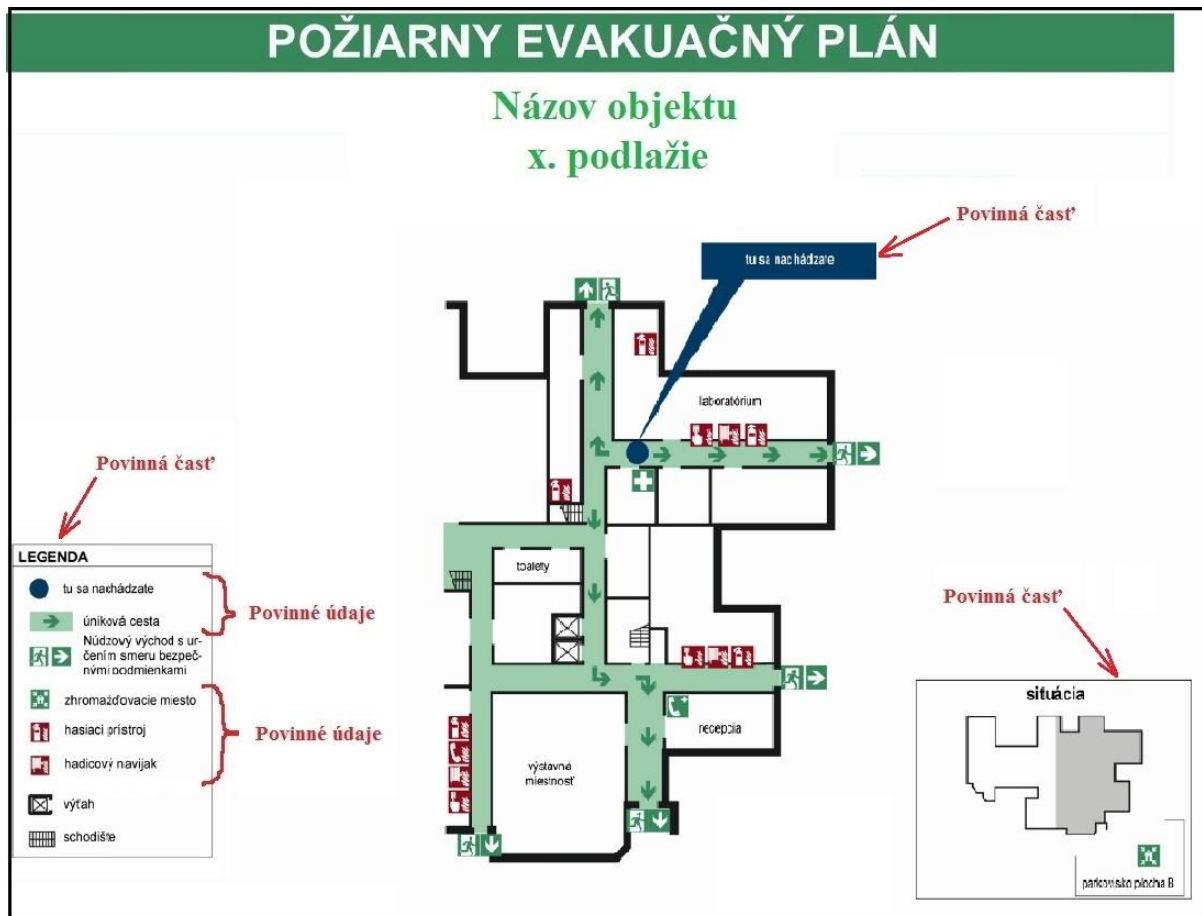 POŽIARNY EVAKUAČNÝ PLÁN
Názov objektu
x. podlažie
Povinná časť
tu sa nachádzate
laboratórium
Povinná časť
LEGENDA
tu sa nachádzate
úniková cesta
Núdzový východ s ur-
čením smeru bezpeč-
nými podmienkami
Povinné údaje
zhromažďovacie miesto
hasiaci prístroj
hadicový navijak
Povinné údaje
výťah
schodište
toalety
recepcia
výstavná
miestnosť
Povinná časť
situácia
parkovisko plocha B